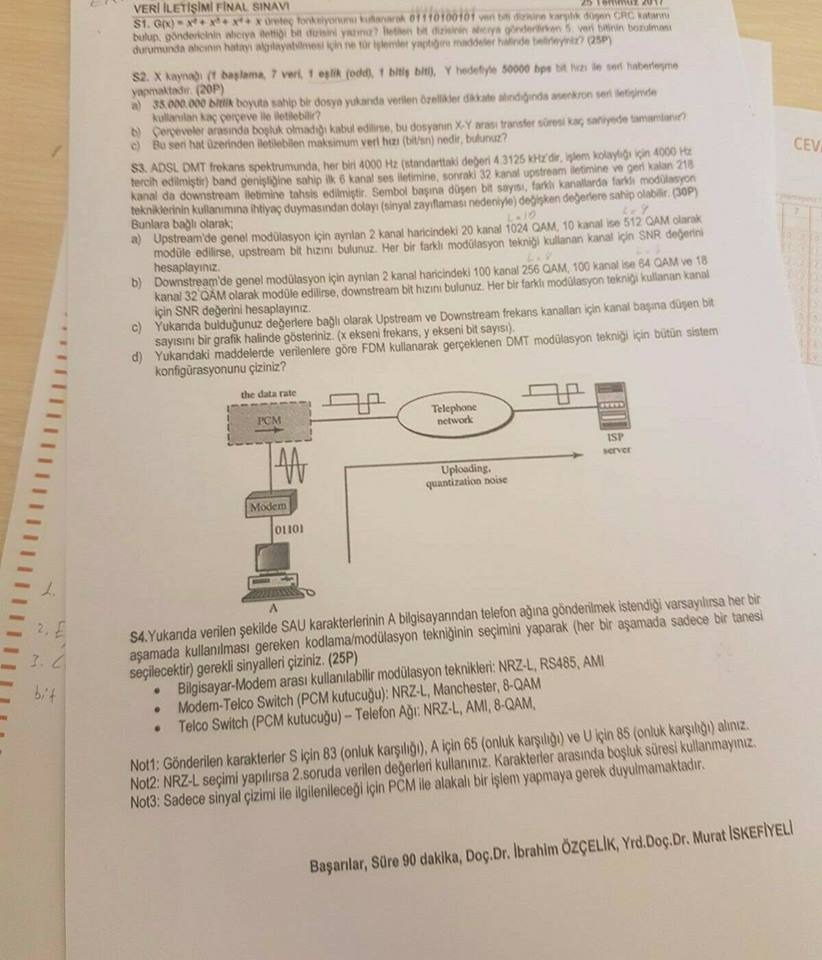 VERİ İLETİŞİMİ FİNAL SINAVI
25 Temmuz 2017
S1. G(x) = üreteç fonksiyonunu kullanarak 01110100101 veri biti dizisine karşılık düşen CRC katarını
bulup, göndericinin alıcıya ilettiği bit dizisini yazınız? İletilen bit dizisinin alıcıya gönderilirken 5. veri bitinin bozulması
durumunda alıcının hatayı algılayabilmesi için ne tür işlemler yaptığını maddeler halinde belirleyiniz? (25P)
S2. X kaynağı (1 başlama, 7 veri, 1 eşlik (odd), 1 bitiş biti), Y hedefiyle 50000 bps bit hızı ile seri haberleşme
yapmaktadır. (20P)
a) 35.000.000 bitlik boyuta sahip bir dosya yukarıda verilen özellikler dikkate alındığında asenkron seri iletişimde
kullanılan kaç çerçeve ile iletilebilir?
b) Çerçeveler arasında boşluk olmadığı kabul edilirse, bu dosyanın X-Y arası transfer süresi kaç saniyede tamamlanır?
c) Bu seri hat üzerinden iletilebilen maksimum veri hızı (bit/sn) nedir, bulunuz?
S3. ADSL DMT frekans spektrumunda, her biri 4000 Hz (standarttaki değeri 4.3125 kHz'dir, işlem kolaylığı için 4000 Hz
tercih edilmiştir) band genişliğine sahip ilk 6 kanal ses iletimine, sonraki 32 kanal upstream iletimine ve geri kalan 218
kanal da downstream iletimine tahsis edilmiştir. Sembol başına düşen bit sayısı, farklı kanallarda farklı modülasyon
tekniklerinin kullanımına ihtiyaç duymasından dolayı (sinyal zayıflaması nedeniyle) değişken değerlere sahip olabilir. (30P)
Bunlara bağlı olarak;
L=10
a) Upstream'de genel modülasyon için ayrılan 2 kanal haricindeki 20 kanal 1024 QAM, 10 kanal ise 512 QAM olarak
modüle edilirse, upstream bit hızını bulunuz. Her bir farklı modülasyon tekniği kullanan kanal için SNR değerini
hesaplayınız.
b) Downstream'de genel modülasyon için ayrılan 2 kanal haricindeki 100 kanal 256 QAM, 100 kanal ise 64 QAM ve 18
kanal 32 QAM olarak modüle edilirse, downstream bit hızını bulunuz. Her bir farklı modülasyon tekniği kullanan kanal
için SNR değerini hesaplayınız.
c) Yukarıda bulduğunuz değerlere bağlı olarak Upstream ve Downstream frekans kanalları için kanal başına düşen bit
sayısını bir grafik halinde gösteriniz. (x ekseni frekans, y ekseni bit sayısı).
d) Yukarıdaki maddelerde verilenlere göre FDM kullanarak gerçeklenen DMT modülasyon tekniği için bütün sistem
konfigürasyonunu çiziniz?
the data rate
PCM
Telephone
network
ISP
server
Uploading,
quantization noise
Modem
01101
A
S4.Yukarıda verilen şekilde SAU karakterlerinin A bilgisayarından telefon ağına gönderilmek istendiği varsayılırsa her bir
aşamada kullanılması gereken kodlama/modülasyon tekniğinin seçimini yaparak (her bir aşamada sadece bir tanesi
seçilecektir) gerekli sinyalleri çiziniz. (25P)
• Bilgisayar-Modem arası kullanılabilir modülasyon teknikleri: NRZ-L, RS485, AMI
• Modem-Telco Switch (PCM kutucuğu): NRZ-L, Manchester, 8-QAM
• Telco Switch (PCM kutucuğu) – Telefon Ağı: NRZ-L, AMI, 8-QAM,
Not1: Gönderilen karakterler S için 83 (onluk karşılığı), A için 65 (onluk karşılığı) ve U için 85 (onluk karşılığı) alınız.
Not2: NRZ-L seçimi yapılırsa 2.soruda verilen değerleri kullanınız. Karakterler arasında boşluk süresi kullanmayınız.
Not3: Sadece sinyal çizimi ile ilgilenileceği için PCM ile alakalı bir işlem yapmaya gerek duyulmamaktadır.
Başarılar, Süre 90 dakika, Doç.Dr. İbrahim ÖZÇELİK, Yrd.Doç.Dr. Murat İSKEFİYELİ
CEVA
1.
2. E
3. C
bit